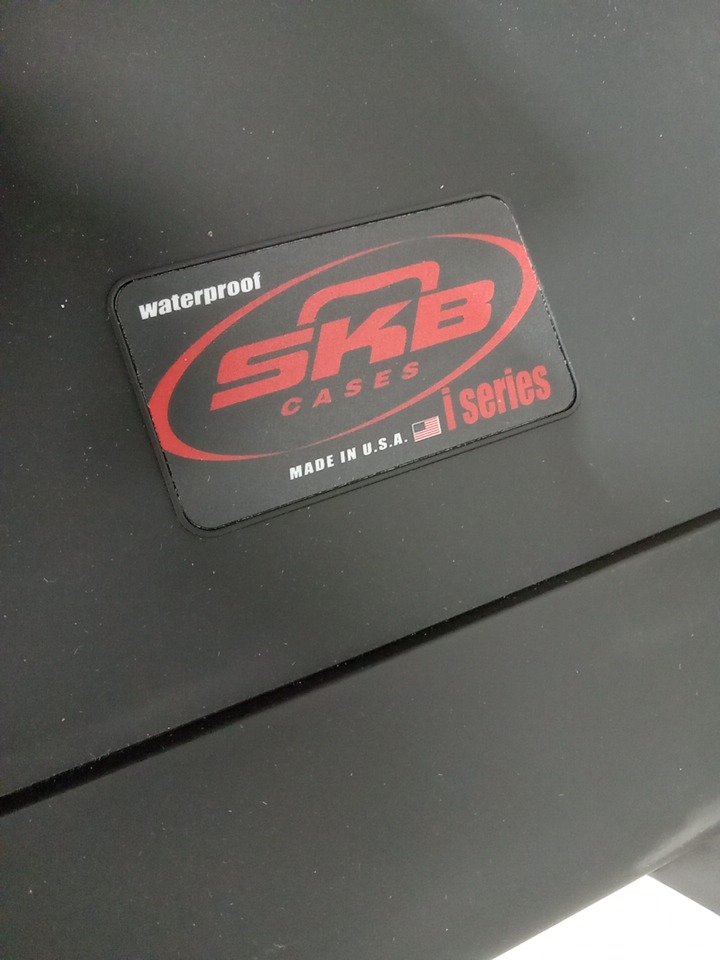 waterproof
SKB
CASES
i series
MADE IN U.S.A.